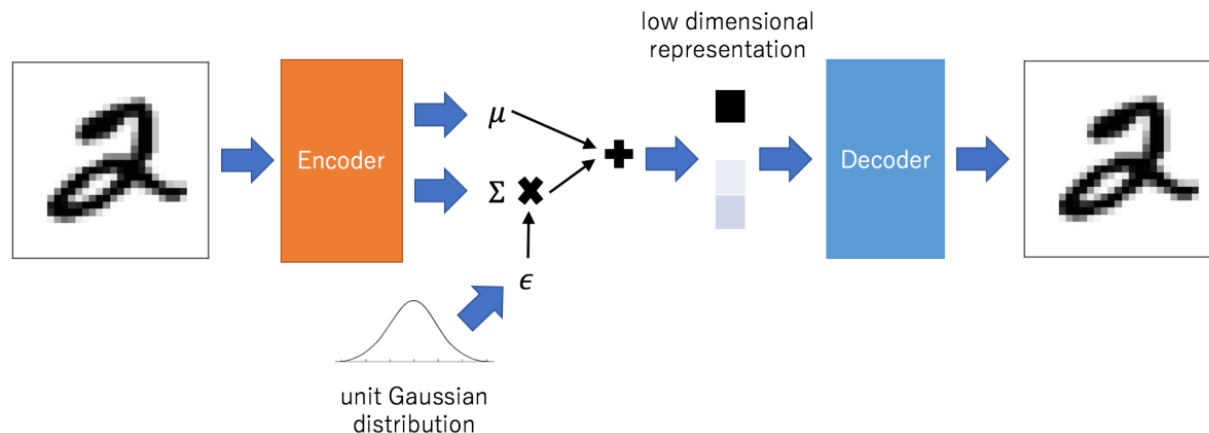 low dimensional
representation
Encoder
μ
Σ
ϵ
Decoder
unit Gaussian
distribution